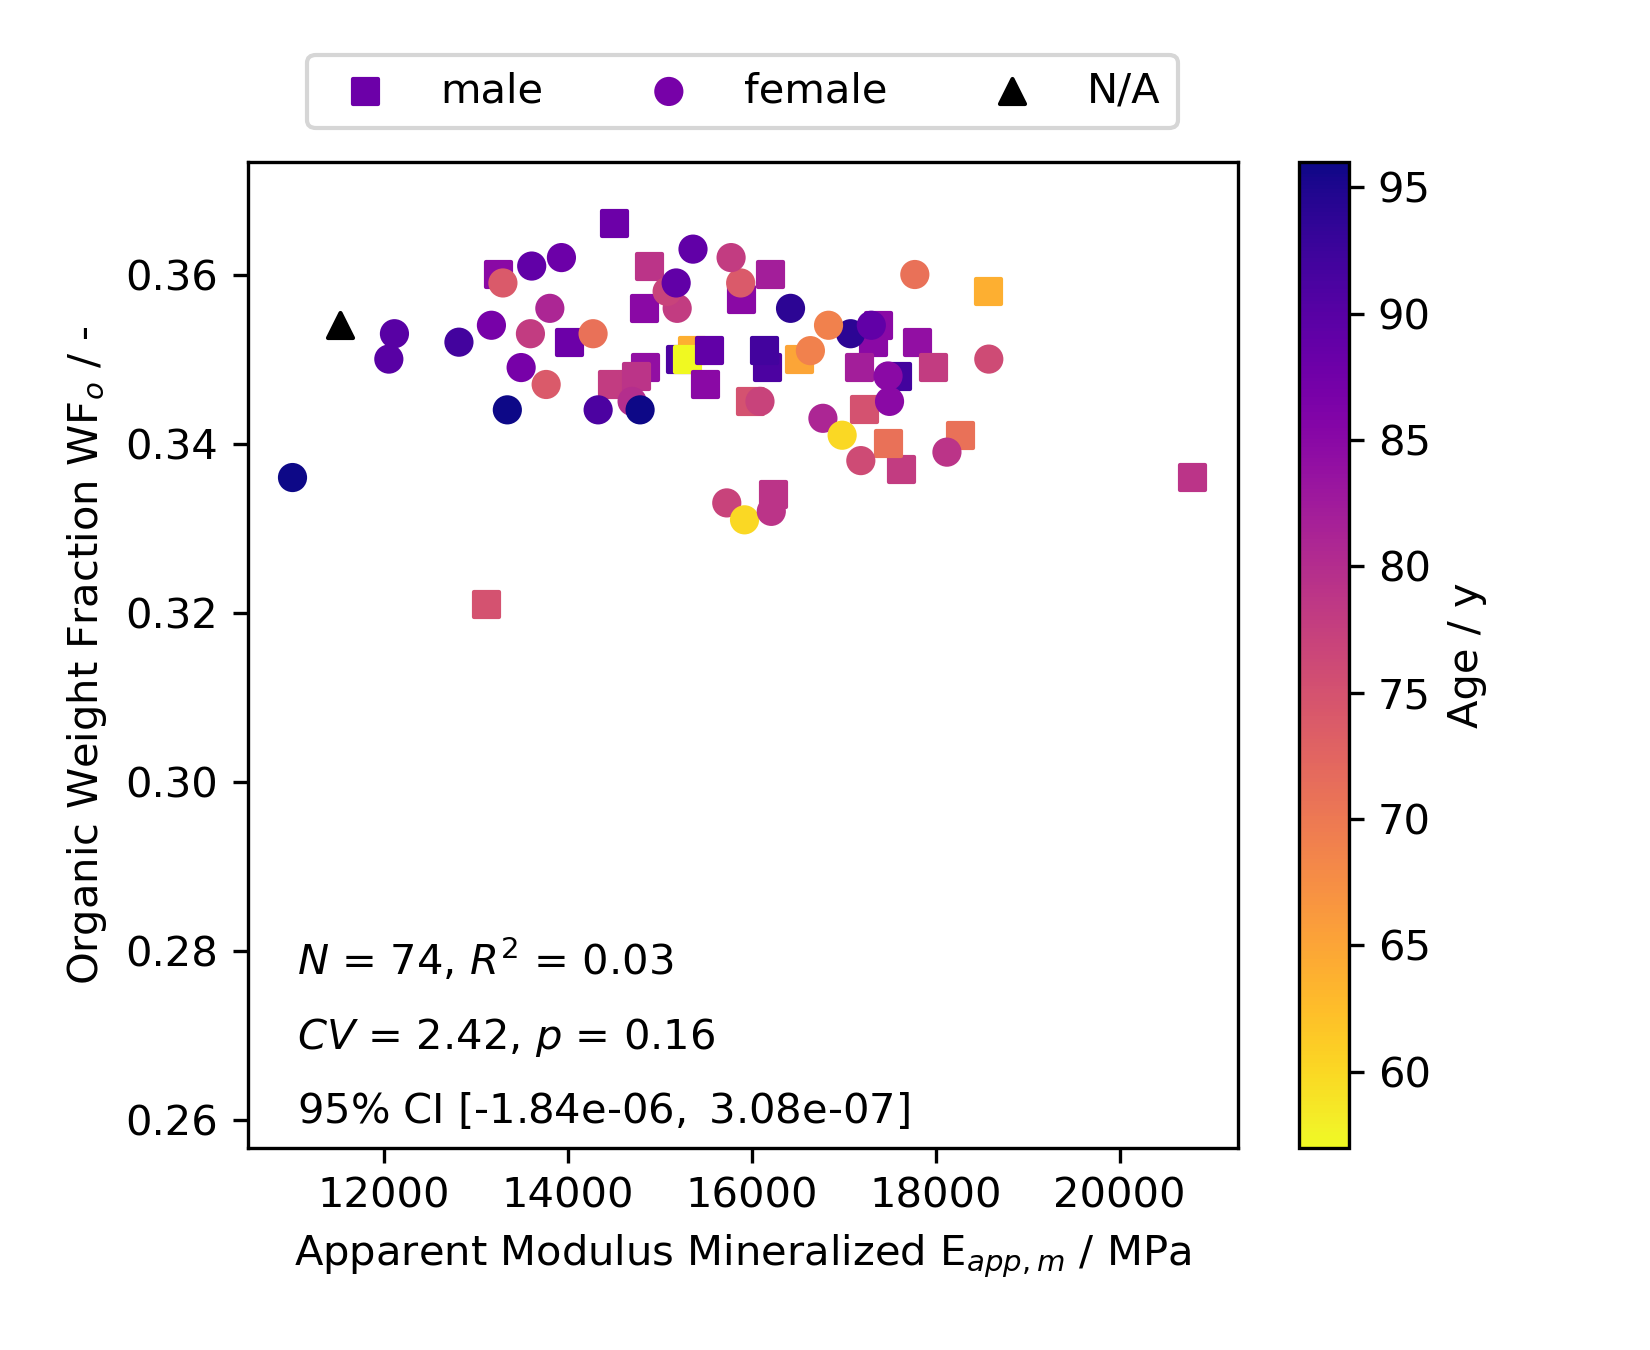 male female N/A
0.36
0.34
0.32
0.30
0.28
0.26
Organic Weight Fraction WFₒ / -
N = 74, R² = 0.03
CV = 2.42, p = 0.16
95% CI [-1.84e-06, 3.08e-07]
12000 14000 16000 18000 20000
Apparent Modulus Mineralized E_app,m / MPa
95
90
85
80
75
70
65
60
Age / y